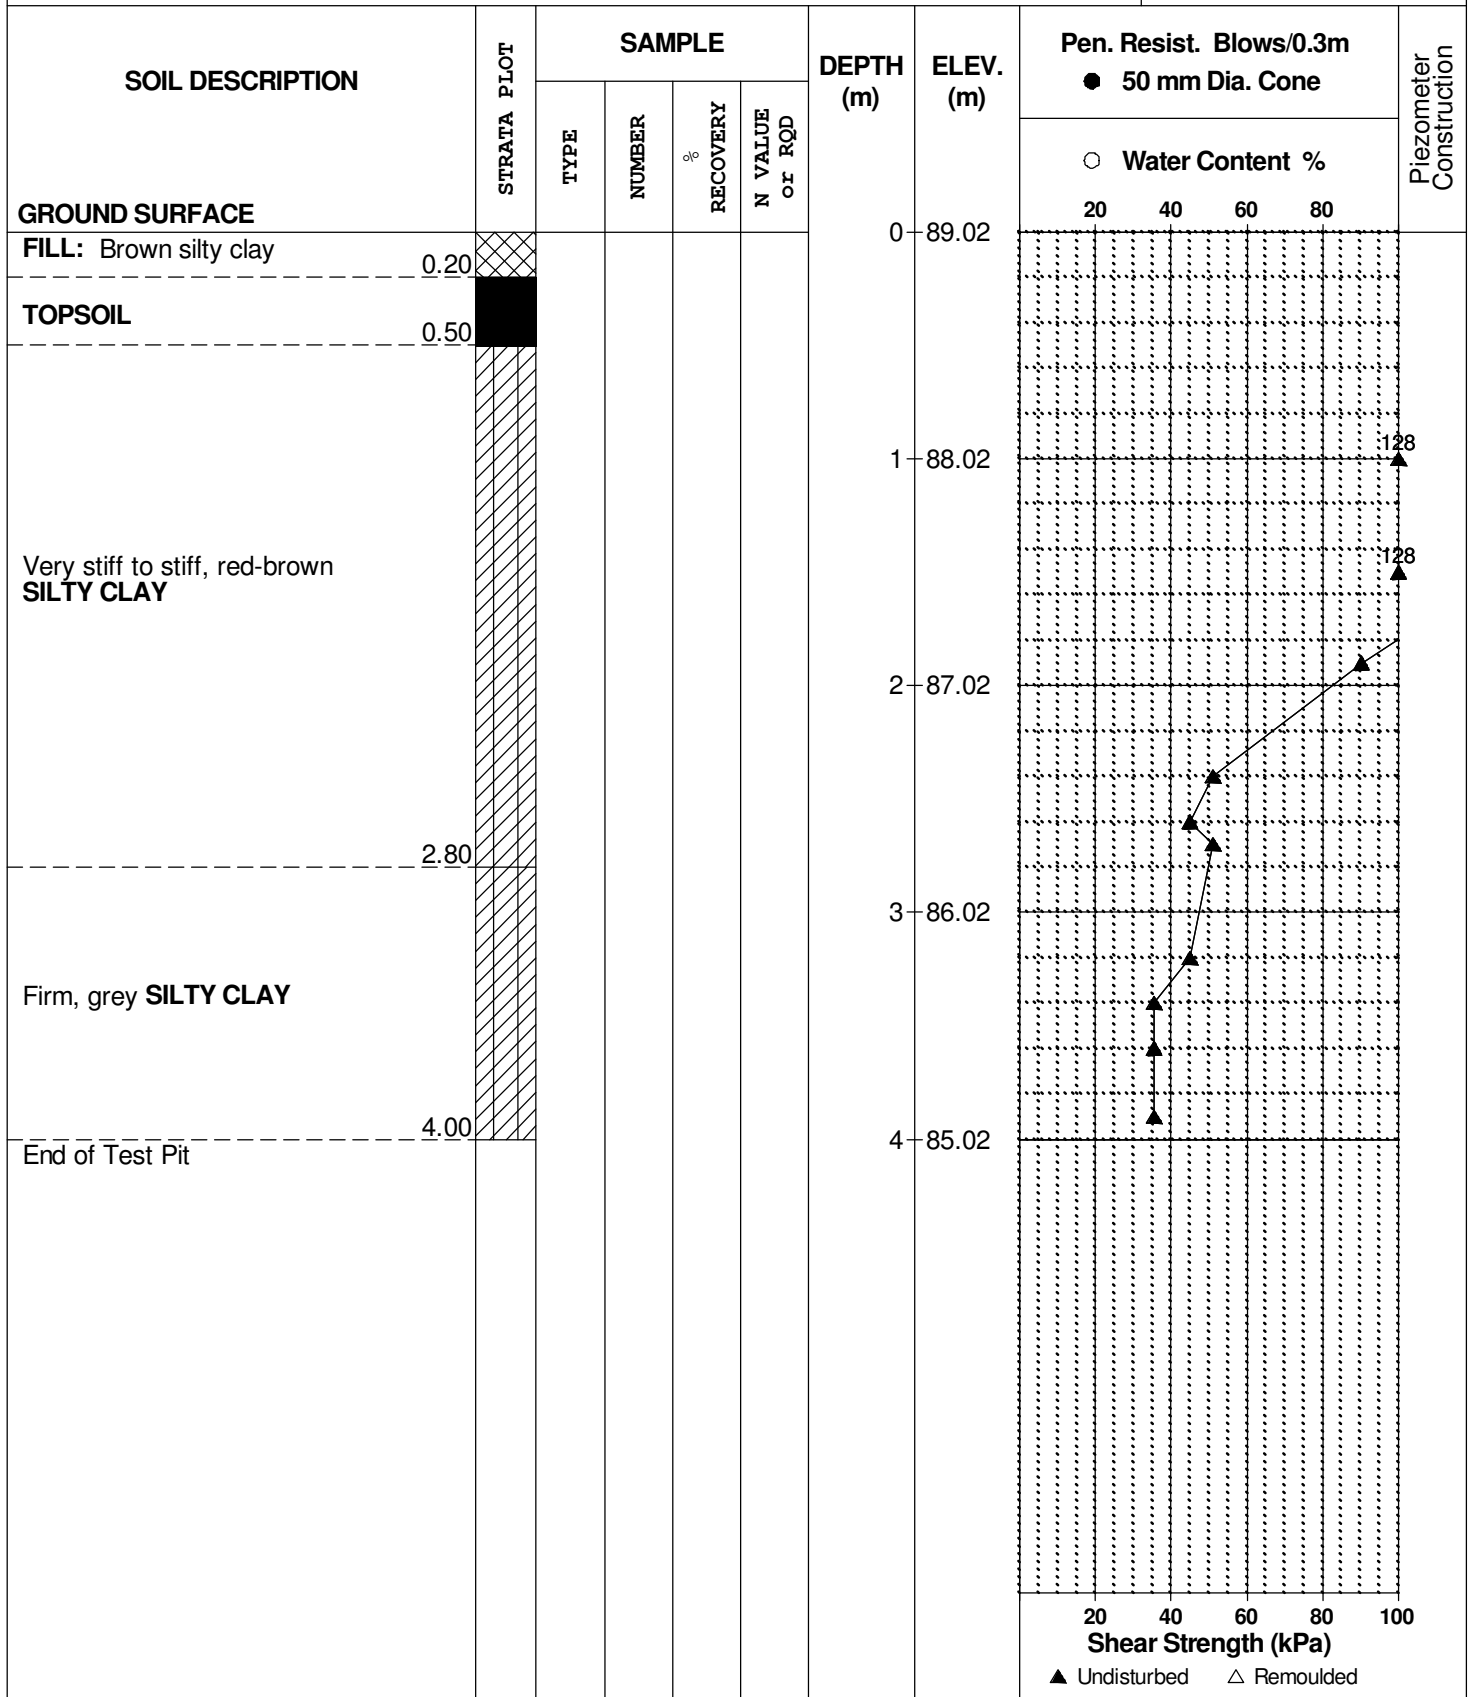 SOIL DESCRIPTION
STRATA PLOT
SAMPLE
TYPE
NUMBER
%
RECOVERY
N VALUE
or RQD
DEPTH
(m)
ELEV.
(m)
Pen. Resist. Blows/0.3m
● 50 mm Dia. Cone
○ Water Content %
Piezometer
Construction
20 40 60 80
GROUND SURFACE
0 89.02
FILL: Brown silty clay
0.20
TOPSOIL
0.50
128
1 88.02
128
Very stiff to stiff, red-brown
SILTY CLAY
2 87.02
2.80
3 86.02
Firm, grey SILTY CLAY
4.00
4 85.02
End of Test Pit
20 40 60 80 100
Shear Strength (kPa)
▲ Undisturbed △ Remoulded